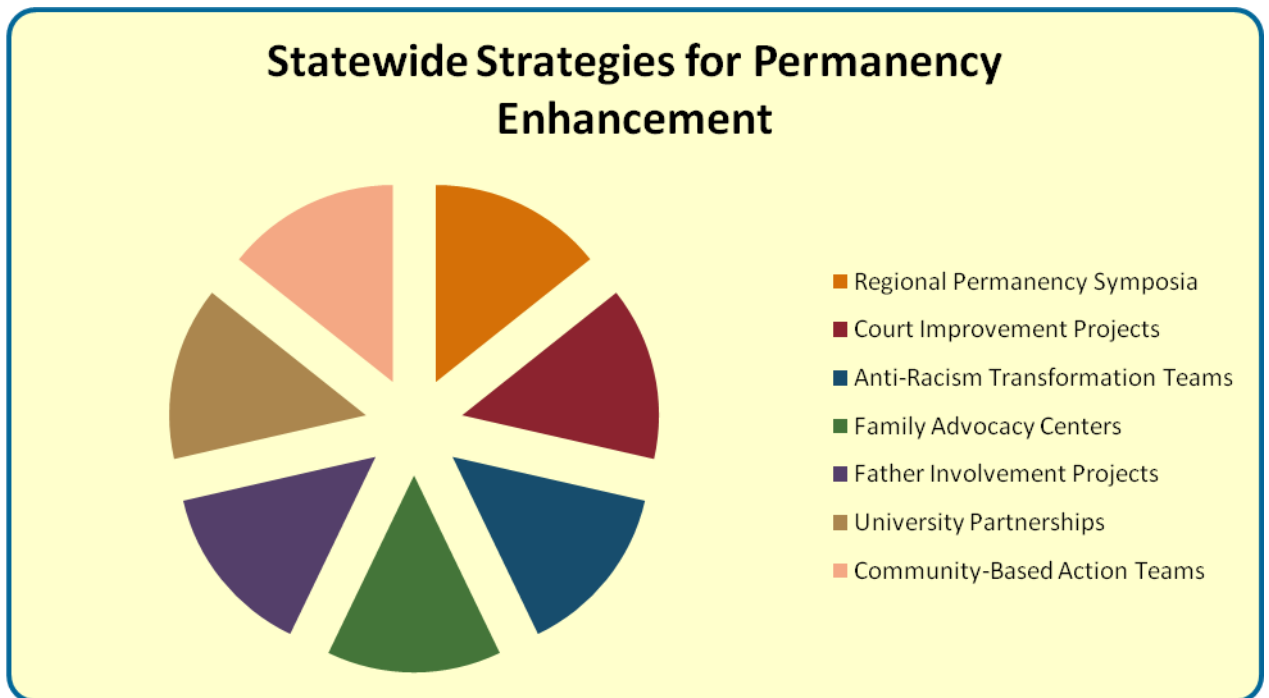 Statewide Strategies for Permanency
Enhancement
Regional Permanency Symposia
Court Improvement Projects
Anti-Racism Transformation Teams
Family Advocacy Centers
Father Involvement Projects
University Partnerships
Community-Based Action Teams